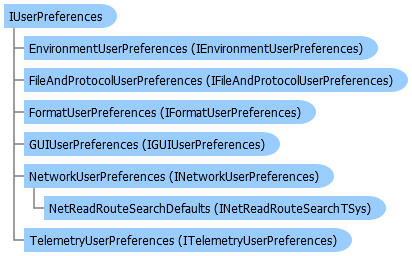 IUserPreferences
EnvironmentUserPreferences (IEnvironmentUserPreferences)
FileAndProtocolUserPreferences (IFileAndProtocolUserPreferences)
FormatUserPreferences (IFormatUserPreferences)
GUIUserPreferences (IGUIUserPreferences)
NetworkUserPreferences (INetworkUserPreferences)
NetReadRouteSearchDefaults (INetReadRouteSearchTSys)
TelemetryUserPreferences (ITelemetryUserPreferences)